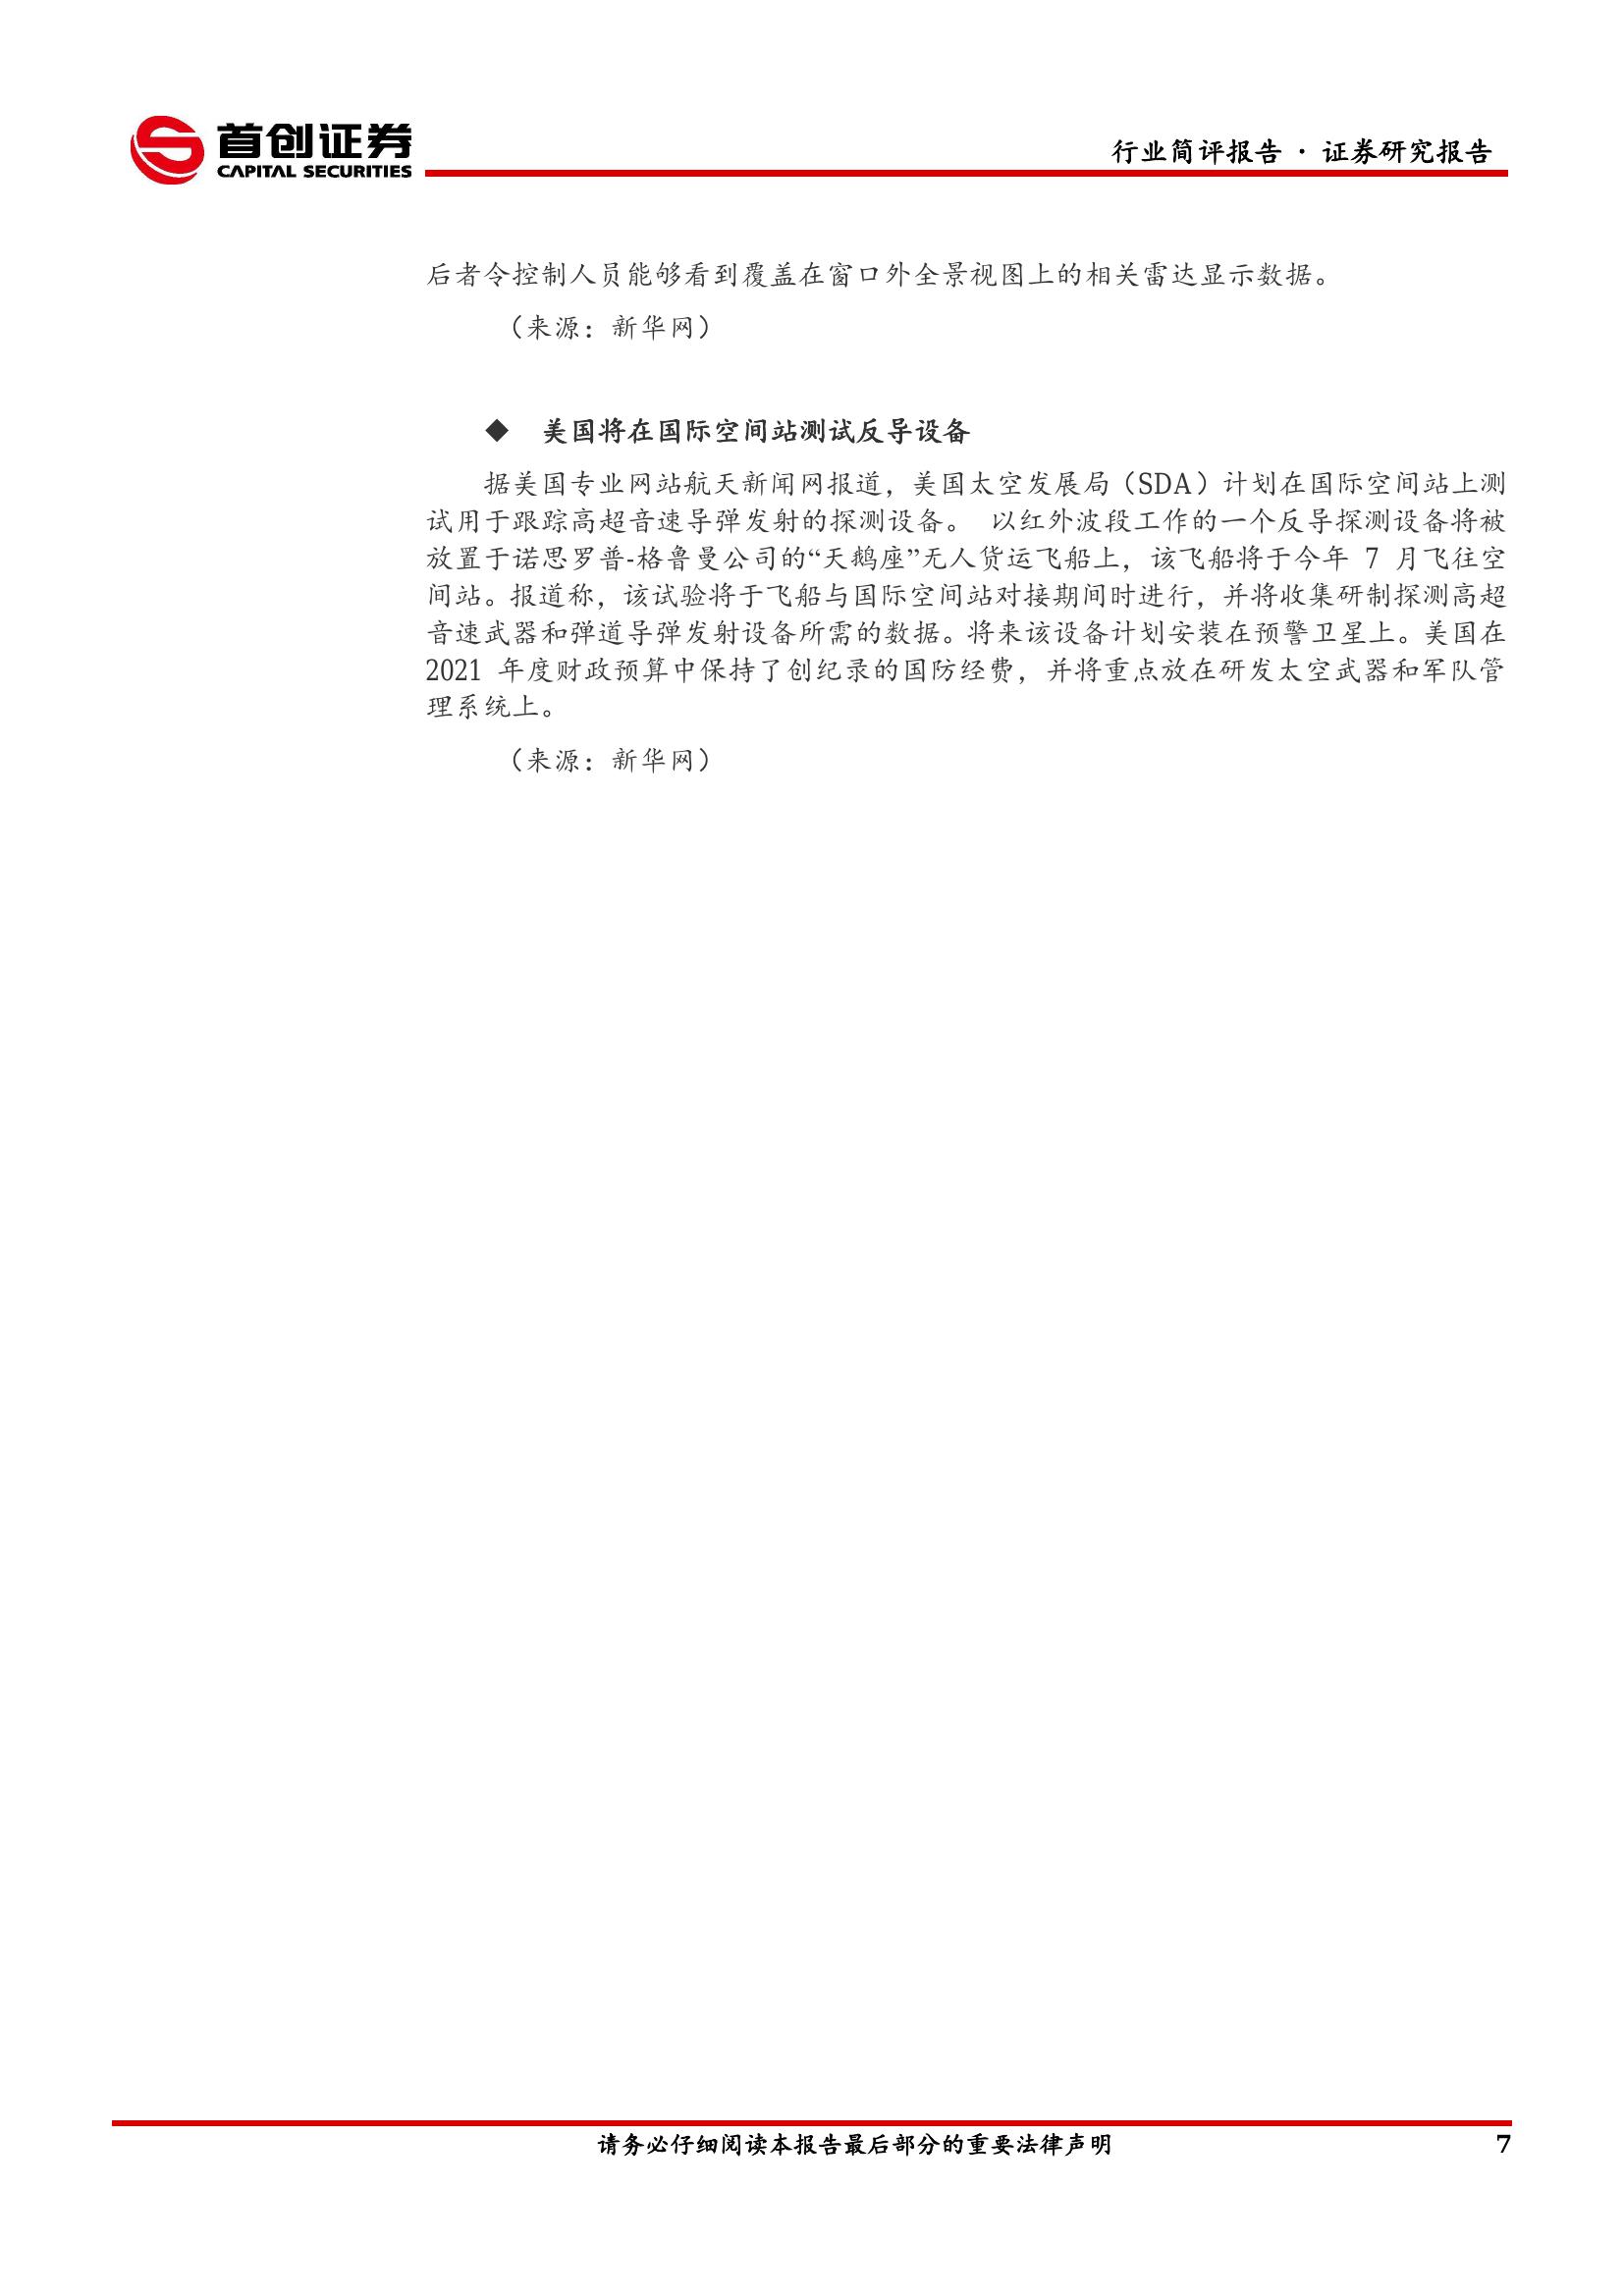 首创证券
CAPITAL SECURITIES
行业简评报告 · 证券研究报告
后者令控制人员能够看到覆盖在窗口外全景视图上的相关雷达显示数据。
（来源：新华网）
◆ 美国将在国际空间站测试反导设备
据美国专业网站航天新闻网报道，美国太空发展局（SDA）计划在国际空间站上测
试用于跟踪高超音速导弹发射的探测设备。 以红外波段工作的一个反导探测设备将被
放置于诺思罗普-格鲁曼公司的“天鹅座”无人货运飞船上，该飞船将于今年 7 月飞往空
间站。报道称，该试验将于飞船与国际空间站对接期间时进行，并将收集研制探测高超
音速武器和弹道导弹发射设备所需的数据。将来该设备计划安装在预警卫星上。美国在
2021 年度财政预算中保持了创纪录的国防经费，并将重点放在研发太空武器和军队管
理系统上。
（来源：新华网）
请务必仔细阅读本报告最后部分的重要法律声明
7